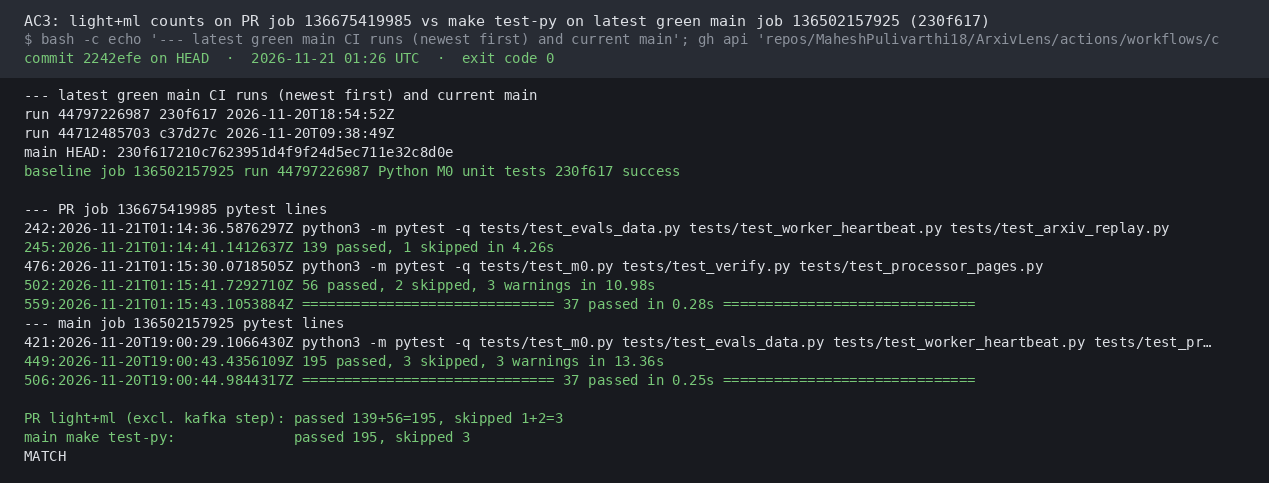 AC3: light+ml counts on PR job 136675419985 vs make test-py on latest green main job 136502157925 (230f617)
$ bash -c echo '--- latest green main CI runs (newest first) and current main'; gh api 'repos/MaheshPulivarthi18/ArxivLens/actions/workflows/c
commit 2242efe on HEAD  ·  2026-11-21 01:26 UTC  ·  exit code 0
--- latest green main CI runs (newest first) and current main
run 44797226987 230f617 2026-11-20T18:54:52Z
run 44712485703 c37d27c 2026-11-20T09:38:49Z
main HEAD: 230f617210c7623951d4f9f24d5ec711e32c8d0e
baseline job 136502157925 run 44797226987 Python M0 unit tests 230f617 success
--- PR job 136675419985 pytest lines
242:2026-11-21T01:14:36.5876297Z python3 -m pytest -q tests/test_evals_data.py tests/test_worker_heartbeat.py tests/test_arxiv_replay.py
245:2026-11-21T01:14:41.1412637Z 139 passed, 1 skipped in 4.26s
476:2026-11-21T01:15:30.0718505Z python3 -m pytest -q tests/test_m0.py tests/test_verify.py tests/test_processor_pages.py
502:2026-11-21T01:15:41.7292710Z 56 passed, 2 skipped, 3 warnings in 10.98s
559:2026-11-21T01:15:43.1053884Z ============================== 37 passed in 0.28s ==============================
--- main job 136502157925 pytest lines
421:2026-11-20T19:00:29.1066430Z python3 -m pytest -q tests/test_m0.py tests/test_evals_data.py tests/test_worker_heartbeat.py tests/test_pr…
449:2026-11-20T19:00:43.4356109Z 195 passed, 3 skipped, 3 warnings in 13.36s
506:2026-11-20T19:00:44.9844317Z ============================== 37 passed in 0.25s ==============================
PR light+ml (excl. kafka step): passed 139+56=195, skipped 1+2=3
main make test-py:              passed 195, skipped 3
MATCH